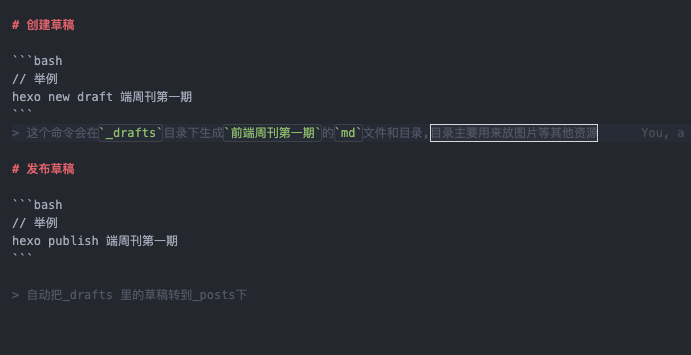 # 创建草稿
```bash
// 举例
hexo new draft 端周刊第一期
```
> 这个命令会在`_drafts`目录下生成`前端周刊第一期`的`md`文件和目录,目录主要用来放图片等其他资源 You, a
# 发布草稿
```bash
// 举例
hexo publish 端周刊第一期
```
> 自动把_drafts 里的草稿转到_posts下